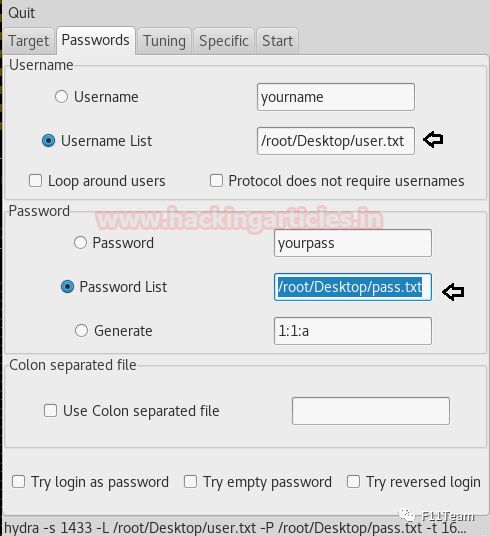 Quit
Target Passwords Tuning Specific Start
Username
Username yourname
Username List /root/Desktop/user.txt
Loop around users Protocol does not require usernames
Password
www.hackingarticles.in
Password yourpass
Password List /root/Desktop/pass.txt
Generate 1:1:a
Colon separated file
Use Colon separated file
Try login as password Try empty password Try reversed login
F11Team
hydra -s 1433 -L /root/Desktop/user.txt -P /root/Desktop/pass.txt -t 16...